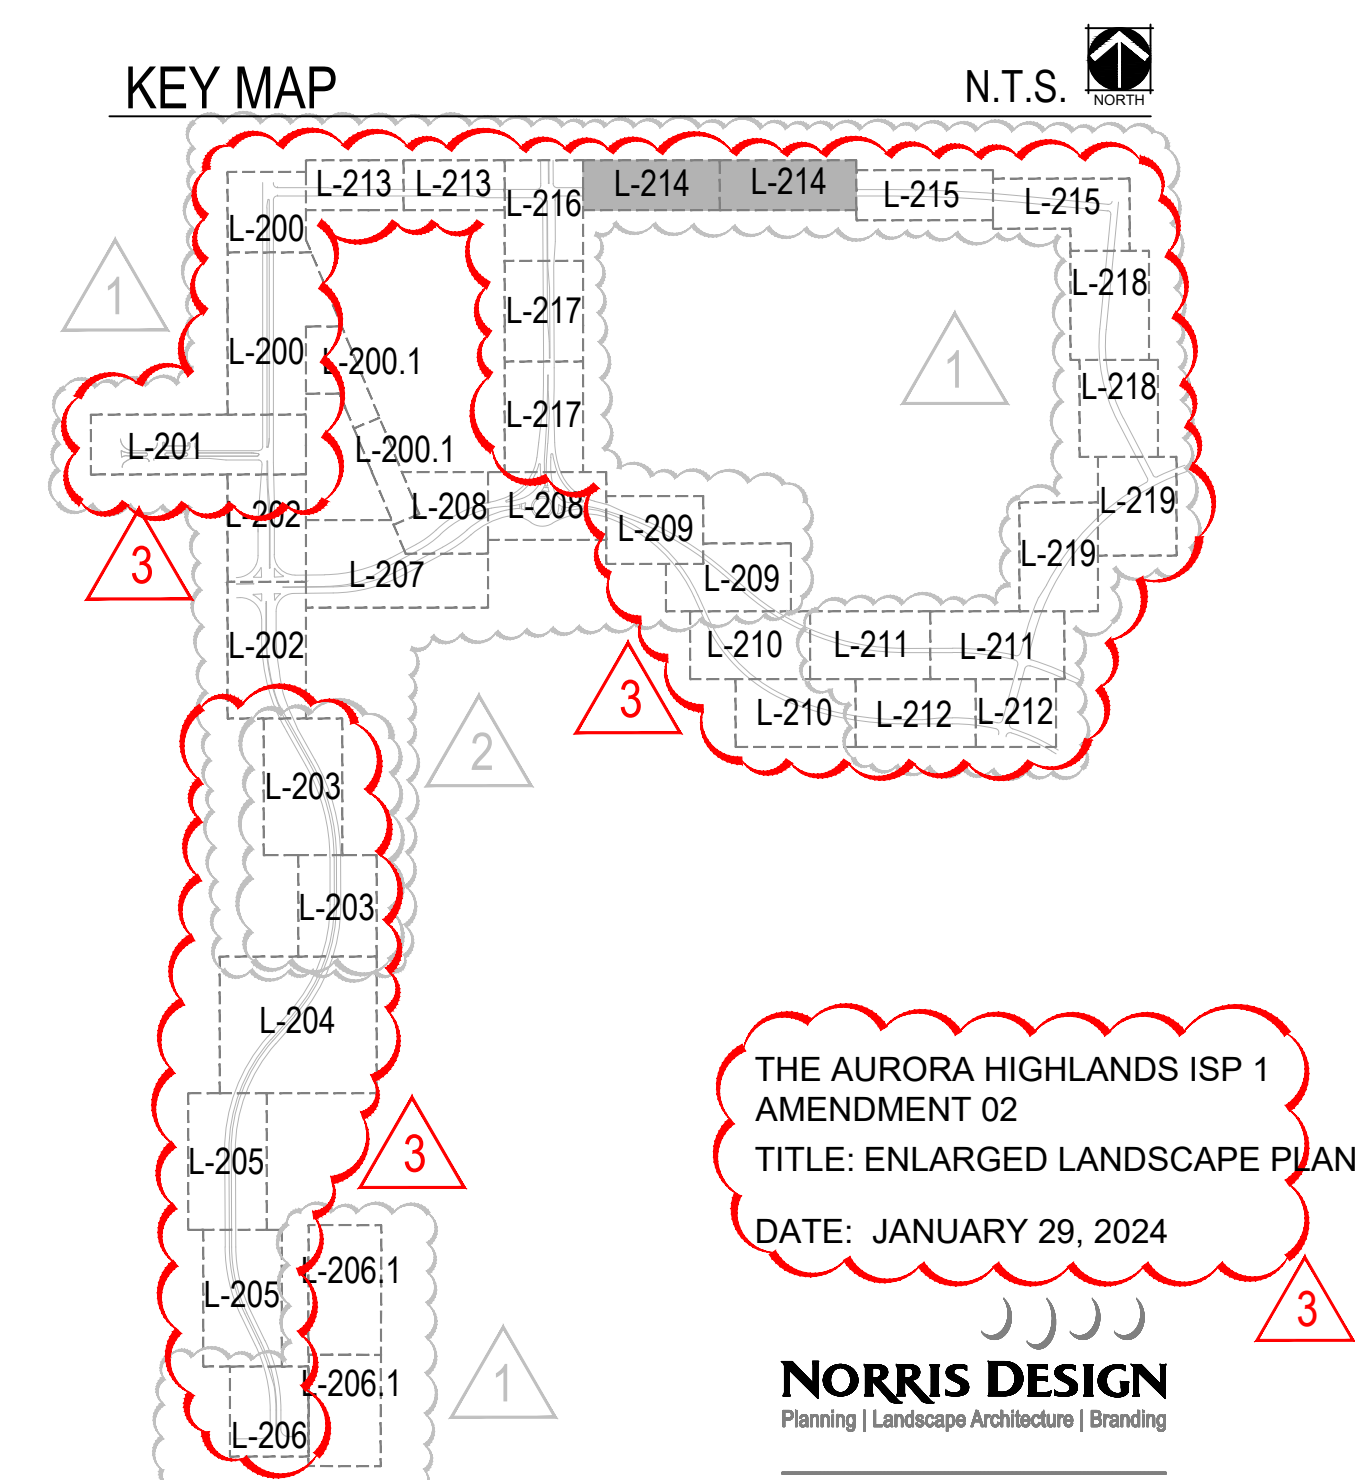 KEY MAP
N.T.S.
NORTH
L-213
L-213
L-216
L-214
L-214
L-215
L-215
L-200
1
L-218
L-217
L-200
L-200.1
1
L-218
L-217
L-201
L-200.1
L-208
L-208
L-202
L-209
L-219
L-219
3
L-207
L-209
L-202
L-210
L-211
L-211
3
L-210
L-212
L-212
2
L-203
L-203
L-204
THE AURORA HIGHLANDS ISP 1
AMENDMENT 02
TITLE: ENLARGED LANDSCAPE PLAN
DATE: JANUARY 29, 2024
3
L-205
3
L-206.1
L-205
1
L-206.1
L-206
NORRIS DESIGN
Planning | Landscape Architecture | Branding